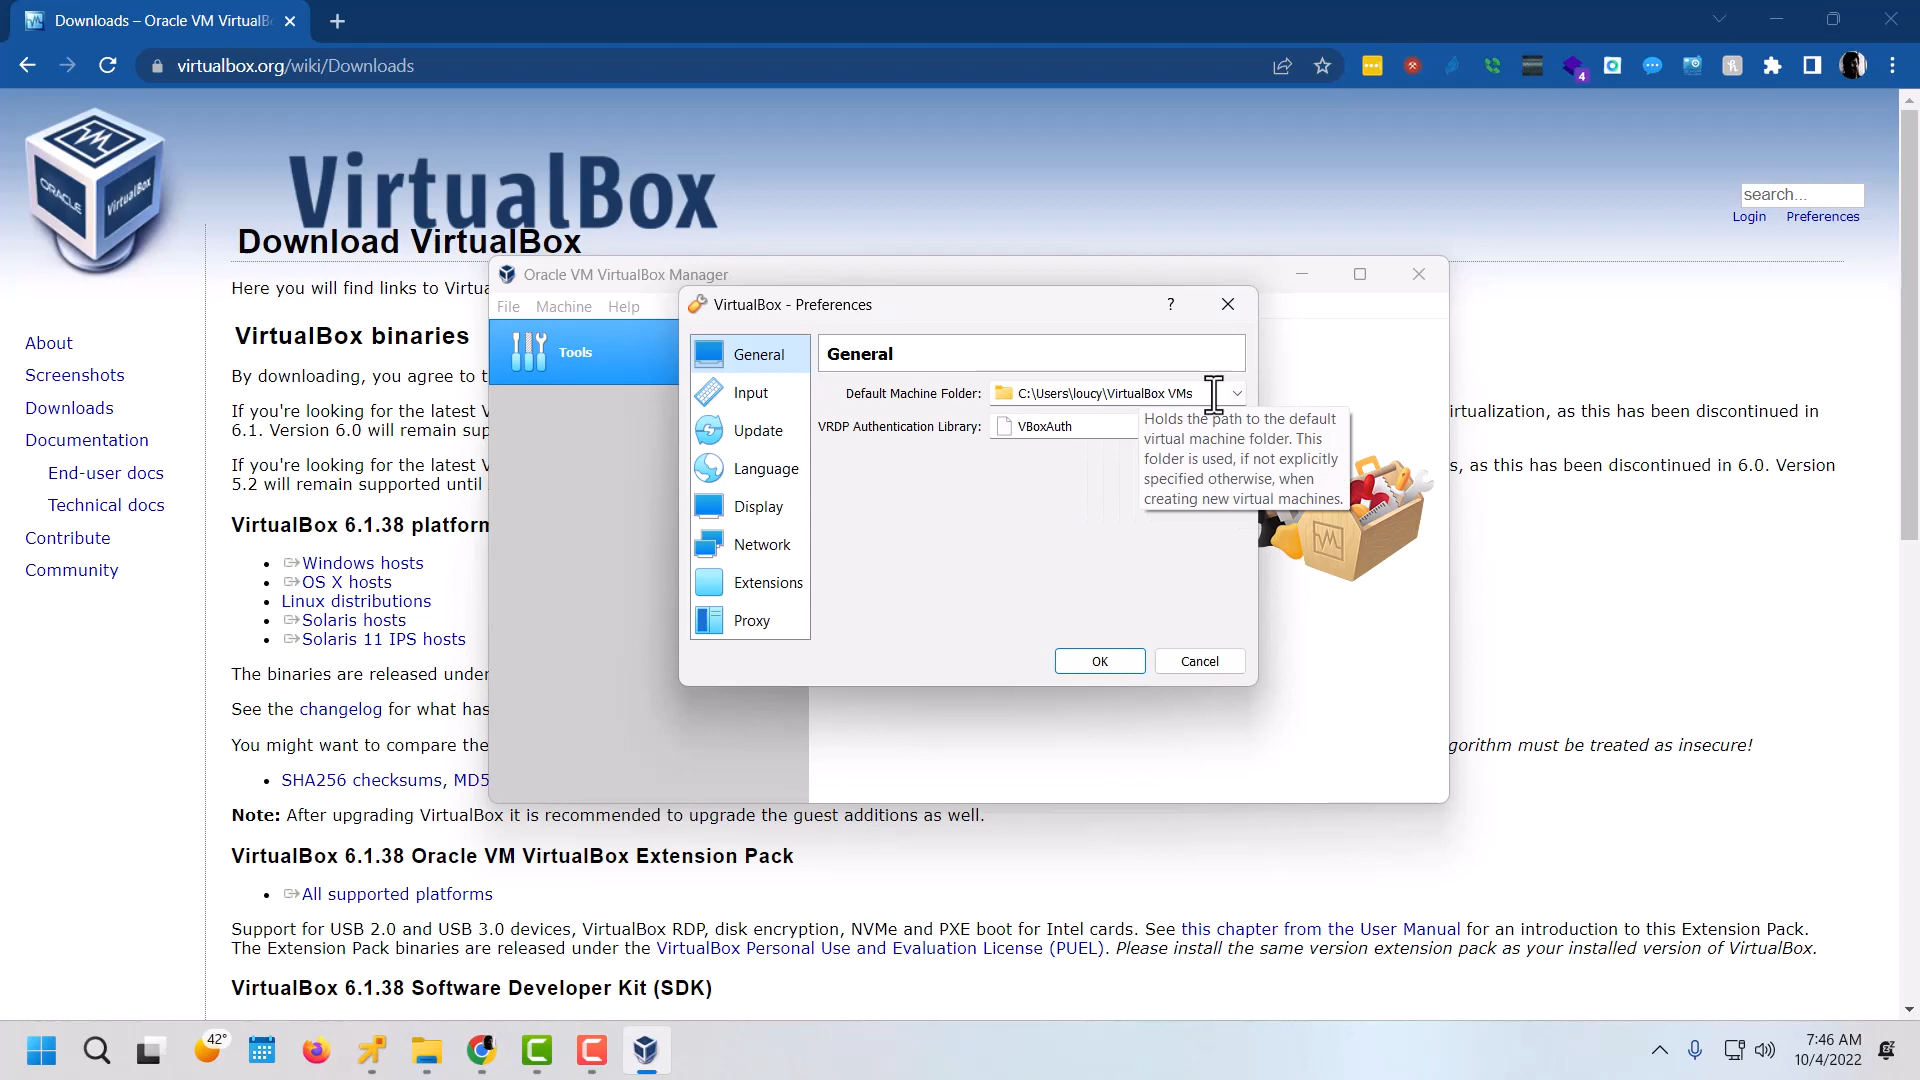 Downloads – Oracle VM VirtualB
virtualbox.org/wiki/Downloads
4
ORACLE
VirtualBox
VirtualBox
search...
Login Preferences
Download VirtualBox
Here you will find links to Virtua
About
Screenshots
Downloads
Documentation
End-user docs
Technical docs
Contribute
Community
VirtualBox binaries
By downloading, you agree to t
If you're looking for the latest V
irtualization, as this has been discontinued in
6.1. Version 6.0 will remain sup
If you're looking for the latest V
s, as this has been discontinued in 6.0. Version
5.2 will remain supported until
VirtualBox 6.1.38 platform
Windows hosts
OS X hosts
Linux distributions
Solaris hosts
Solaris 11 IPS hosts
The binaries are released under
See the changelog for what has
You might want to compare the
gorithm must be treated as insecure!
SHA256 checksums, MD5
Note: After upgrading VirtualBox it is recommended to upgrade the guest additions as well.
VirtualBox 6.1.38 Oracle VM VirtualBox Extension Pack
All supported platforms
Support for USB 2.0 and USB 3.0 devices, VirtualBox RDP, disk encryption, NVMe and PXE boot for Intel cards. See this chapter from the User Manual for an introduction to this Extension Pack.
The Extension Pack binaries are released under the VirtualBox Personal Use and Evaluation License (PUEL). Please install the same version extension pack as your installed version of VirtualBox.
VirtualBox 6.1.38 Software Developer Kit (SDK)
Oracle VM VirtualBox Manager
File Machine Help
Tools
VirtualBox - Preferences
?
General
Input
Update
Language
Display
Network
Extensions
Proxy
General
Default Machine Folder: C:\Users\loucy\VirtualBox VMs
VRDP Authentication Library: VBoxAuth
Holds the path to the default
virtual machine folder. This
folder is used, if not explicitly
specified otherwise, when
creating new virtual machines.
OK Cancel
42°
7:46 AM
10/4/2022